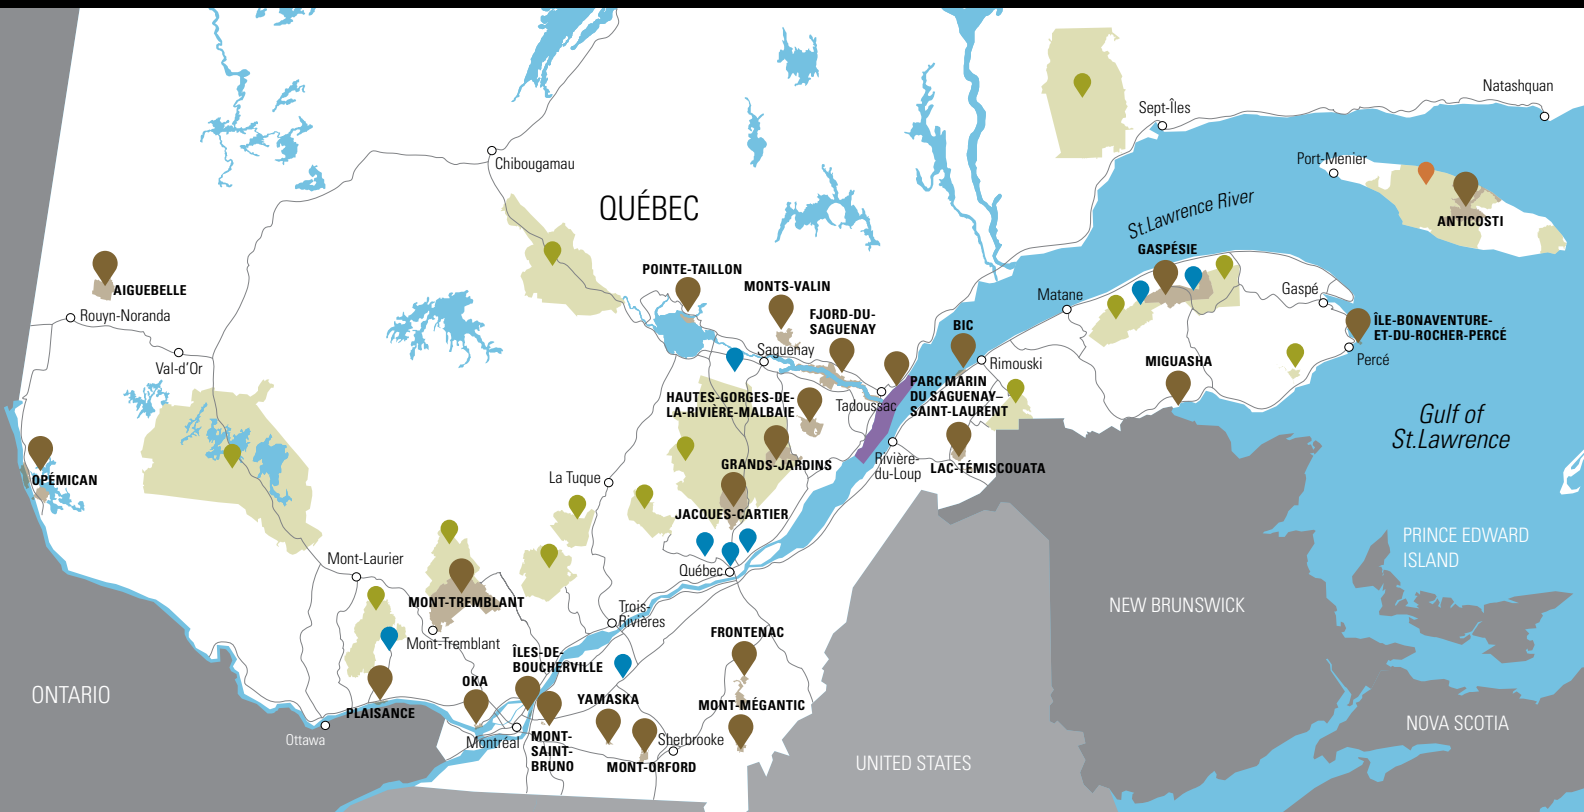 Natashquan
Sept-Îles
Port-Menier
Chibougamau
QUÉBEC
St.Lawrence River
ANTICOSTI
GASPÉSIE
POINTE-TAILLON
MONTS-VALIN
AIGUEBELLE
Rouyn-Noranda
Matane
Gaspé
FJORD-DU-
SAGUENAY
BIC
ÎLE-BONAVENTURE-
ET-DU-ROCHER-PERCÉ
Val-d'Or
Saguenay
Rimouski
MIGUASHA
Percé
HAUTES-GORGES-DE-
LA-RIVIÈRE-MALBAIE
Tadoussac
PARC MARIN
DU SAGUENAY–
SAINT-LAURENT
Gulf of
St.Lawrence
OPÉMICAN
La Tuque
GRANDS-JARDINS
Rivière-
du-Loup
LAC-TÉMISCOUATA
JACQUES-CARTIER
PRINCE EDWARD
ISLAND
Mont-Laurier
Québec
MONT-TREMBLANT
Trois-
Rivières
NEW BRUNSWICK
Mont-Tremblant
ÎLES-DE-
BOUCHERVILLE
FRONTENAC
ONTARIO
OKA
YAMASKA
MONT-MÉGANTIC
PLAISANCE
NOVA SCOTIA
Ottawa
Montréal
MONT-
SAINT-
BRUNO
Sherbrooke
MONT-ORFORD
UNITED STATES